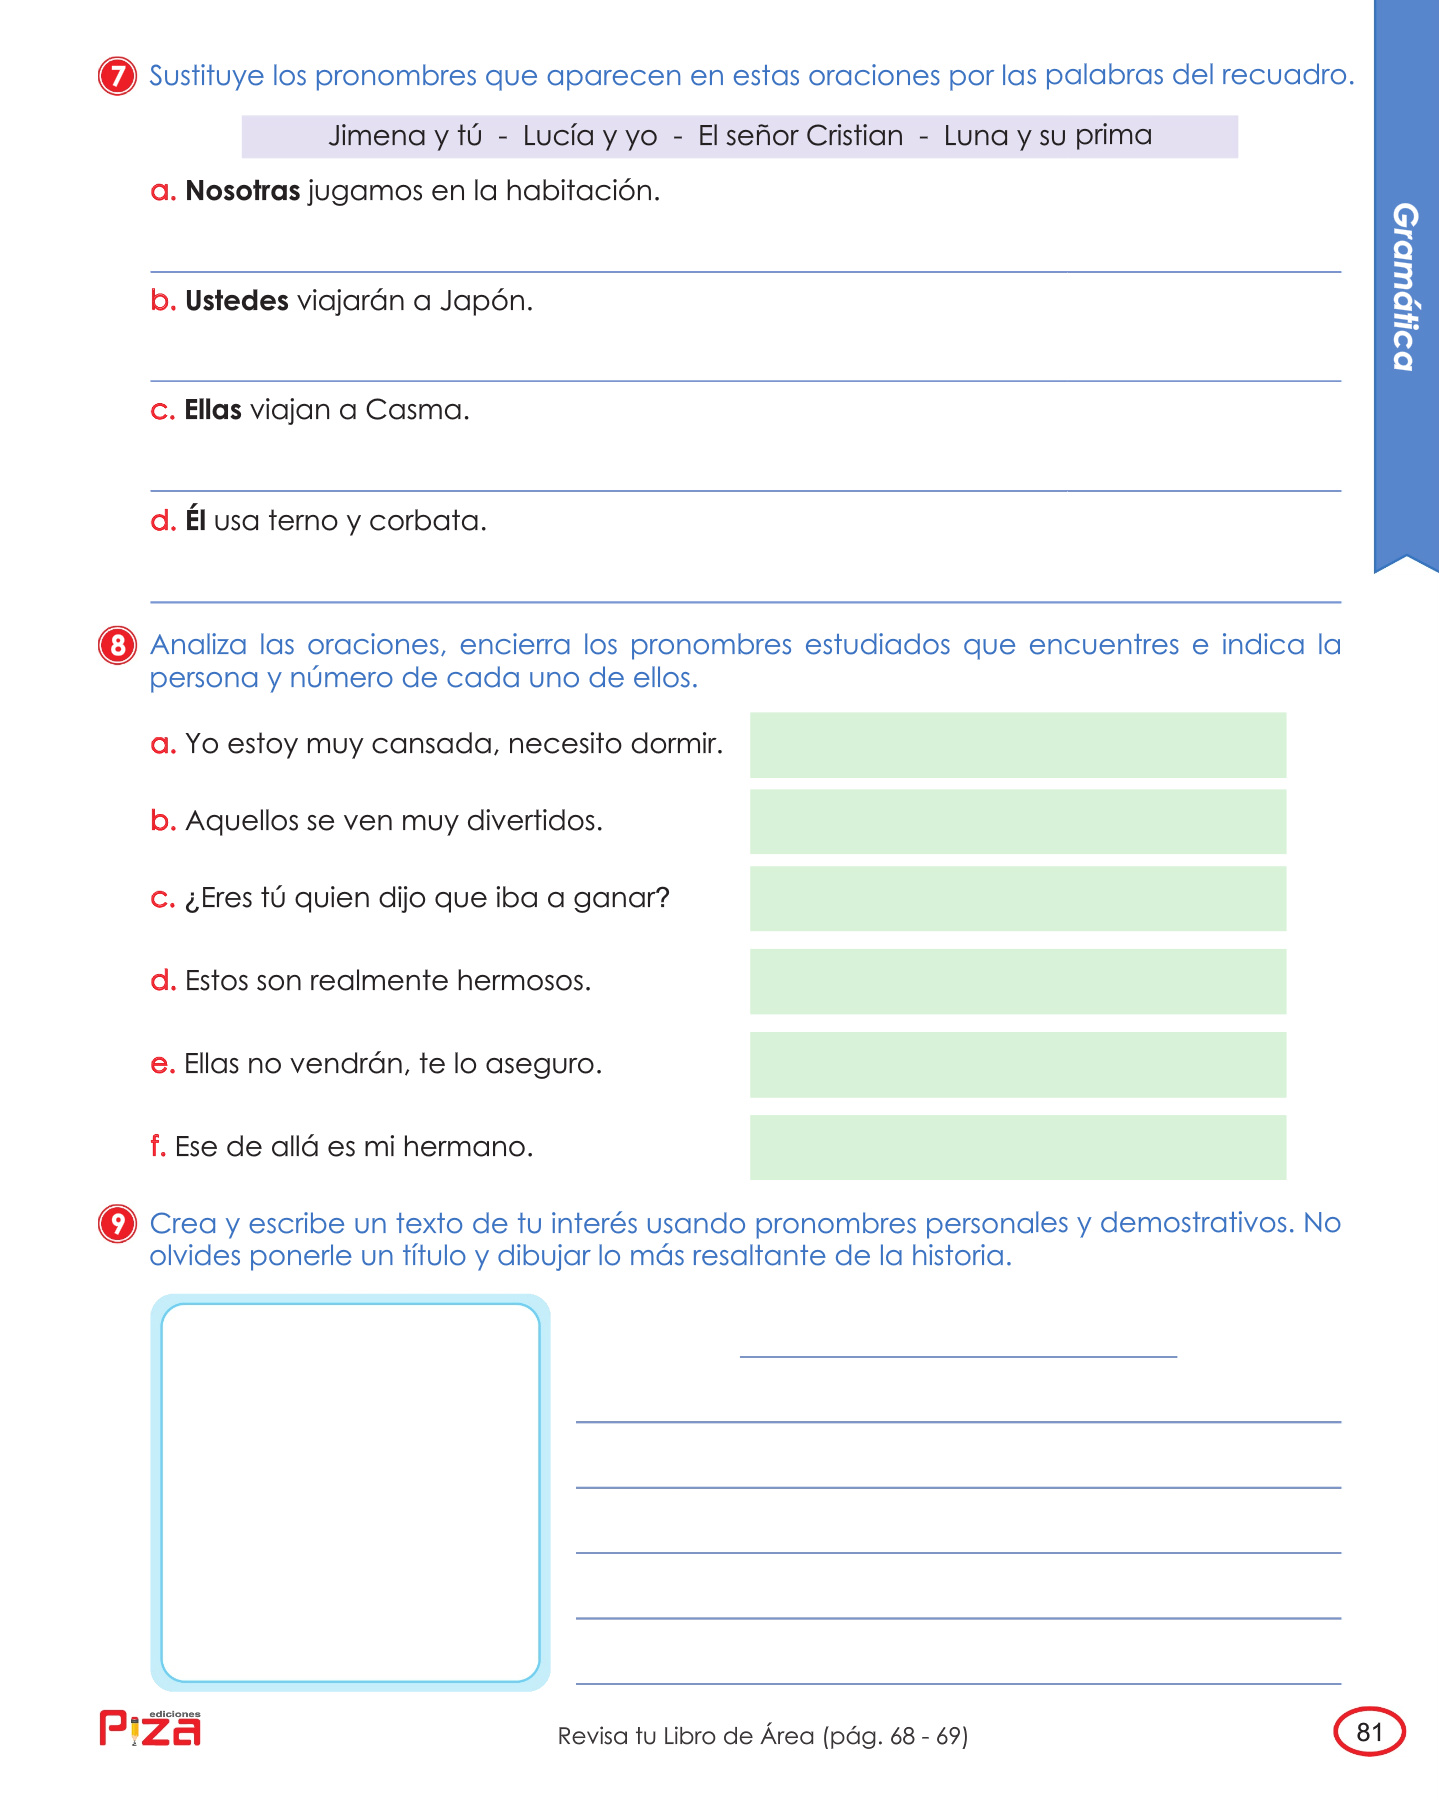 7 Sustituye los pronombres que aparecen en estas oraciones por las palabras del recuadro.
Jimena y tú - Lucía y yo - El señor Cristian - Luna y su prima
a. Nosotras jugamos en la habitación.
b. Ustedes viajarán a Japón.
c. Ellas viajan a Casma.
d. Él usa terno y corbata.
Gramática
8 Analiza las oraciones, encierra los pronombres estudiados que encuentres e indica la
persona y número de cada uno de ellos.
a. Yo estoy muy cansada, necesito dormir.
b. Aquellos se ven muy divertidos.
c. ¿Eres tú quien dijo que iba a ganar?
d. Estos son realmente hermosos.
e. Ellas no vendrán, te lo aseguro.
f. Ese de allá es mi hermano.
9 Crea y escribe un texto de tu interés usando pronombres personales y demostrativos. No
olvides ponerle un título y dibujar lo más resaltante de la historia.
ediciones
Piza
Revisa tu Libro de Área (pág. 68 - 69)
81